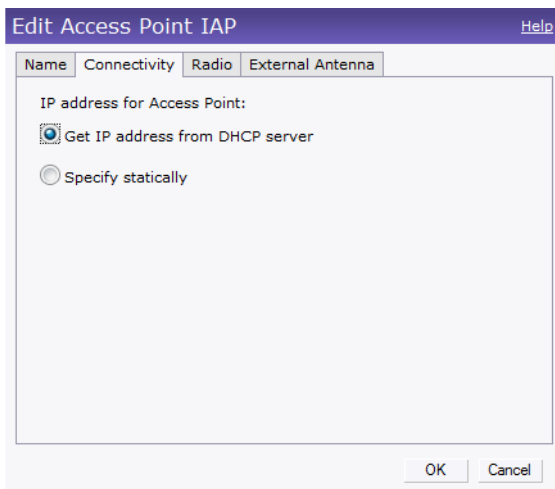 Edit Access Point IAP
Help
Name
Connectivity
Radio
External Antenna
IP address for Access Point:
Get IP address from DHCP server
Specify statically
OK
Cancel